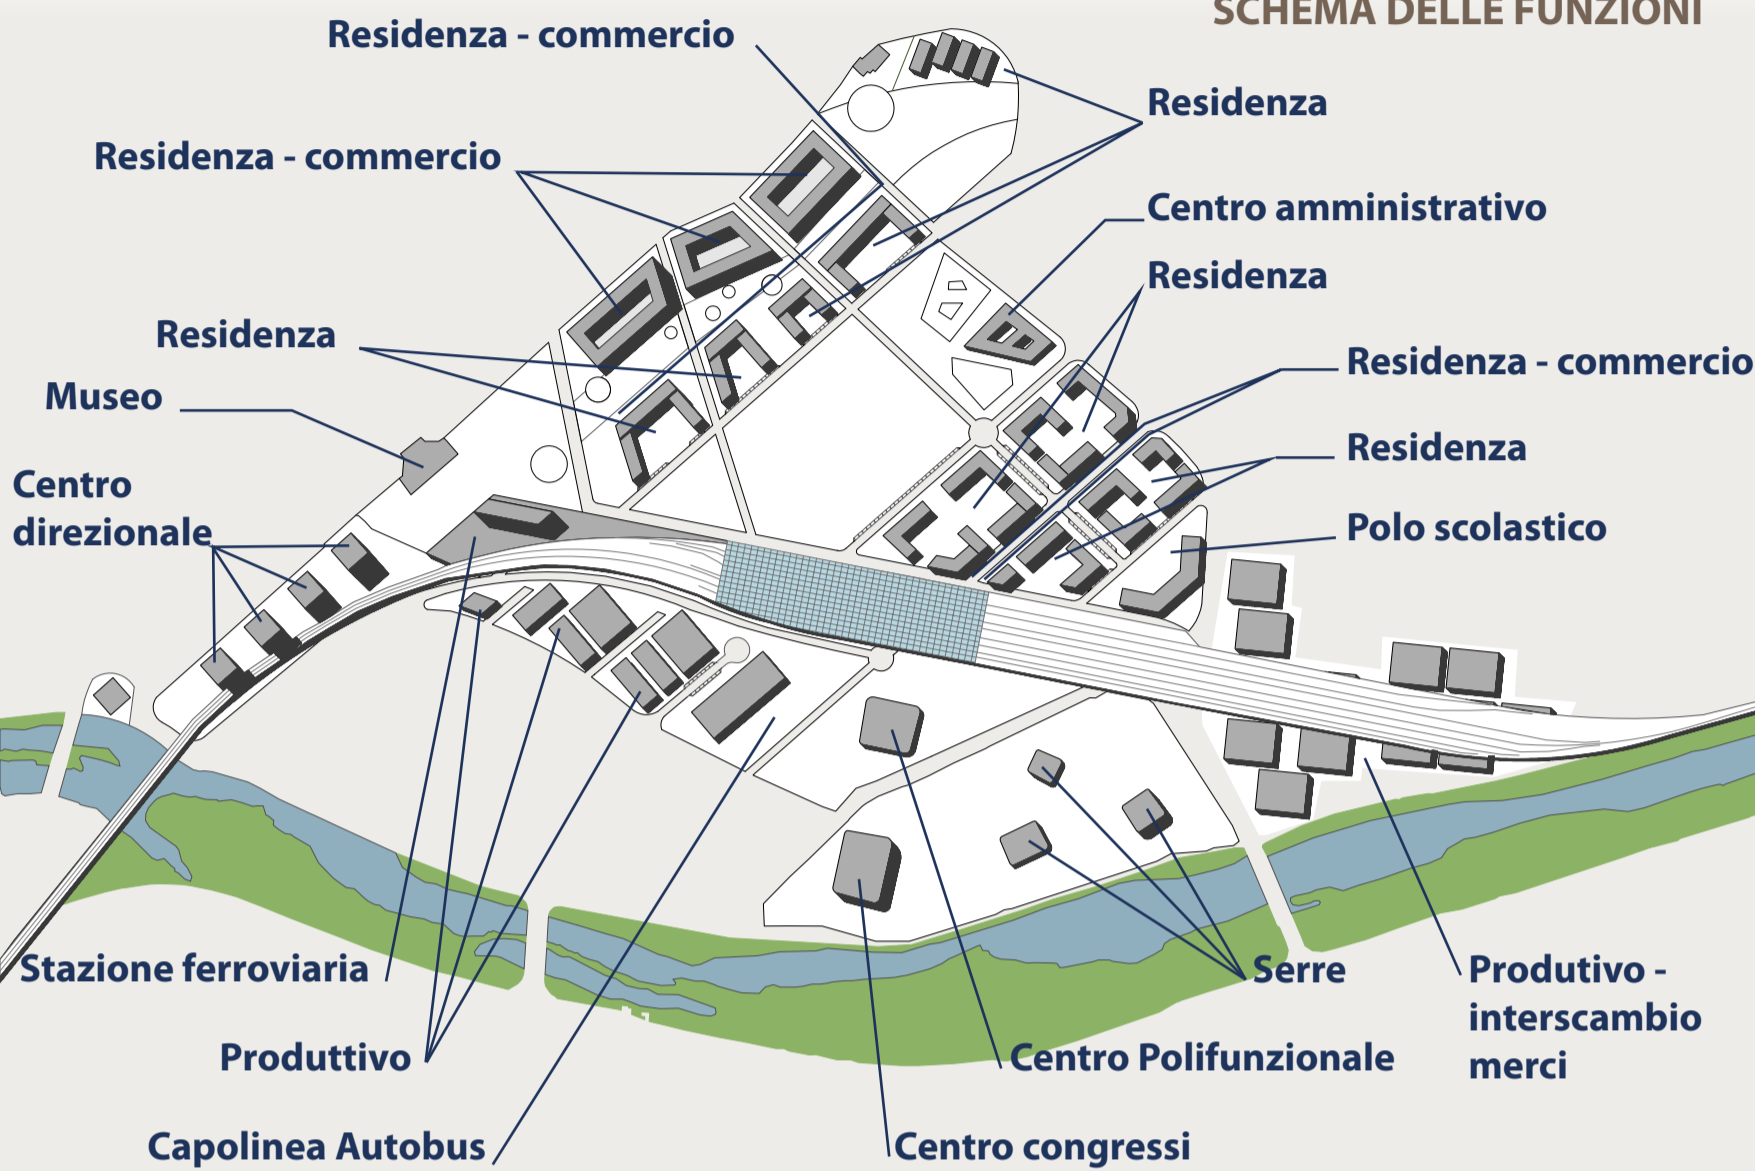 SCHEMA DELLE FUNZIONI
Residenza - commercio
Residenza
Residenza - commercio
Centro amministrativo
Residenza
Residenza
Residenza - commercio
Museo
Residenza
Centro
direzionale
Polo scolastico
Stazione ferroviaria
Serre
Produtivo -
interscambio
merci
Produttivo
Centro Polifunzionale
Capolinea Autobus
Centro congressi